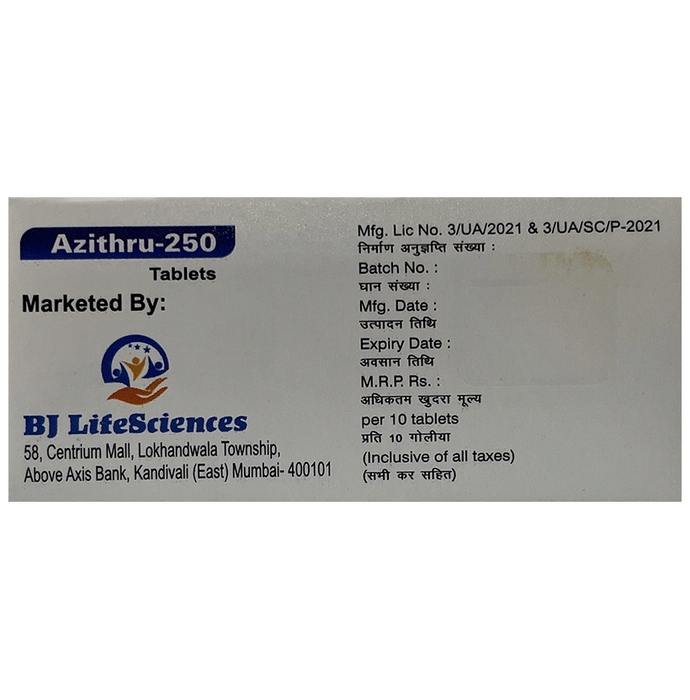 Azithru-250
Tablets
Marketed By:
BJ LifeSciences
58, Centrium Mall, Lokhandwala Township,
Above Axis Bank, Kandivali (East) Mumbai- 400101
Mfg. Lic No. 3/UA/2021 & 3/UA/SC/P-2021
निर्माण अनुज्ञप्ति संख्या :
Batch No. :
घान संख्या :
Mfg. Date :
उत्पादन तिथि
Expiry Date :
अवसान तिथि
M.R.P. Rs. :
अधिकतम खुदरा मूल्य
per 10 tablets
प्रति 10 गोलीया
(Inclusive of all taxes)
(सभी कर सहित)